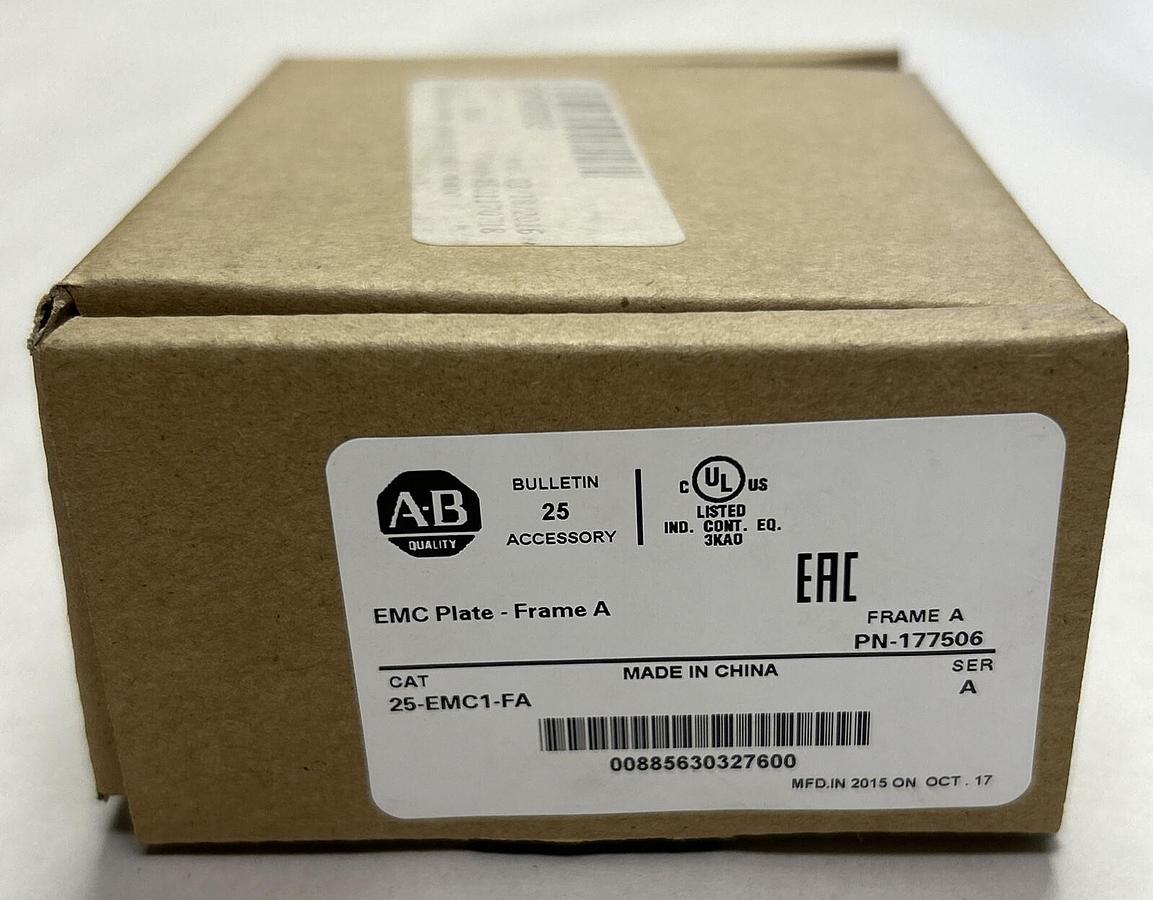 A-B
QUALITY
BULLETIN
25
ACCESSORY
C UL US
LISTED
IND. CONT. EQ.
3KA0
EAC
EMC Plate - Frame A
FRAME A
PN-177506
MADE IN CHINA
CAT
25-EMC1-FA
SER
A
00885630327600
MFD.IN 2015 ON OCT . 17